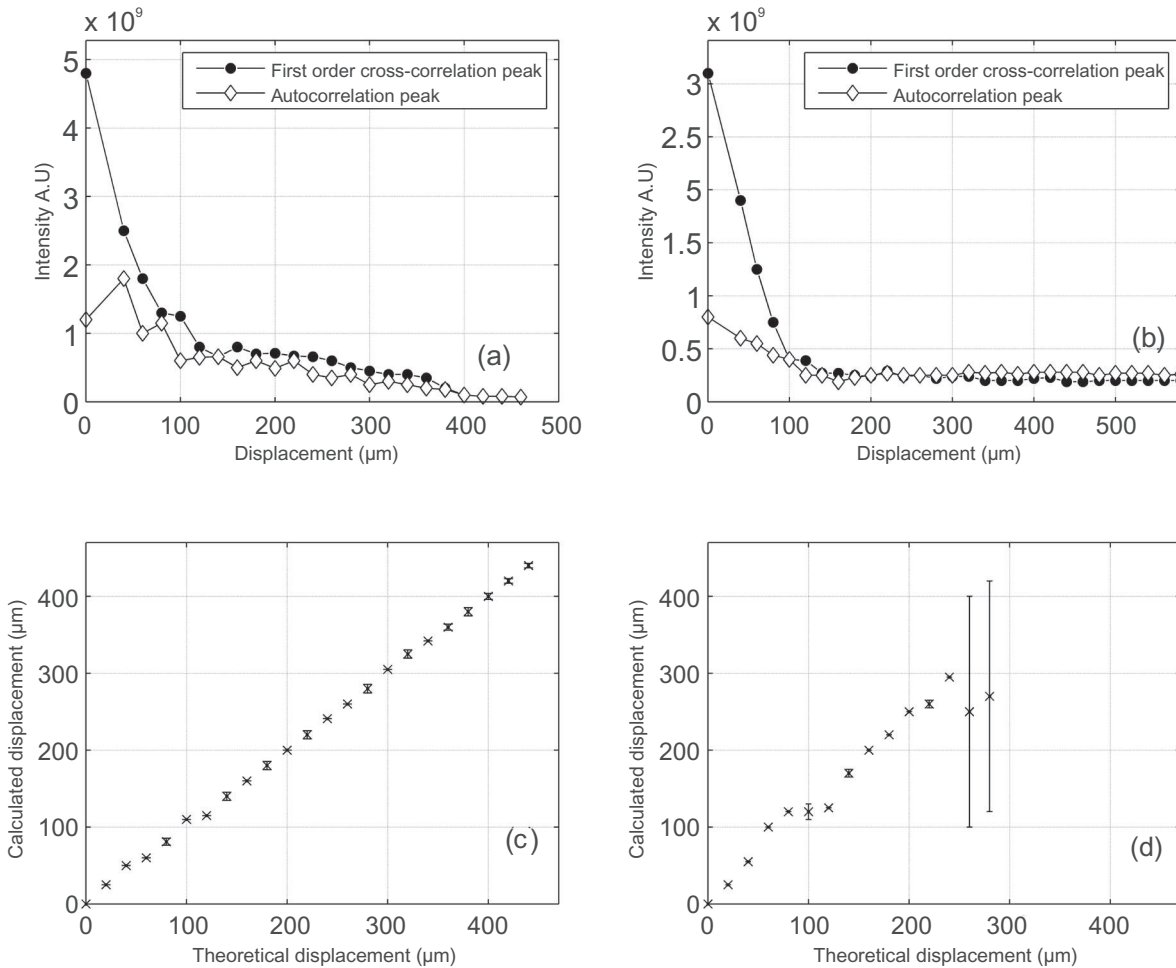 x 10⁹
5
4
3
2
1
0
0 100 200 300 400 500
Intensity A.U
Displacement (µm)
First order cross-correlation peak
Autocorrelation peak
(a)
x 10⁹
3
2.5
5
1.5
1
0.5
0
0 100 200 300 400 500
Intensity A.U
Displacement (µm)
First order cross-correlation peak
Autocorrelation peak
(b)
400
300
200
100
0
0 100 200 300 400
Calculated displacement (µm)
Theoretical displacement (µm)
(c)
400
300
200
100
0
0 100 200 300 400
Calculated displacement (µm)
Theoretical displacement (µm)
(d)